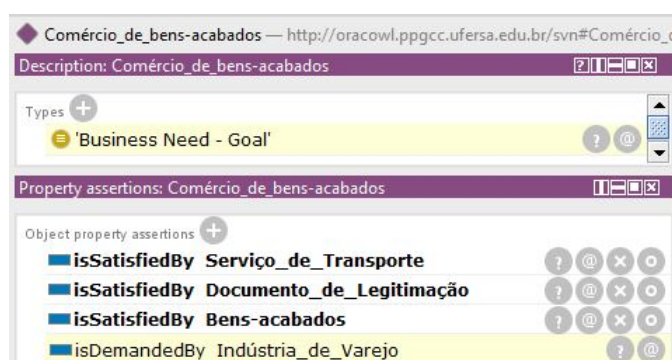 Comércio_de_bens-acabados — http://oracowl.ppgcc.ufersa.edu.br/svn#Comércio_
Description: Comércio_de_bens-acabados
Types
'Business Need - Goal'
Property assertions: Comércio_de_bens-acabados
Object property assertions
isSatisfiedBy Serviço_de_Transporte
isSatisfiedBy Documento_de_Legitimação
isSatisfiedBy Bens-acabados
isDemandedBy Indústria_de_Varejo